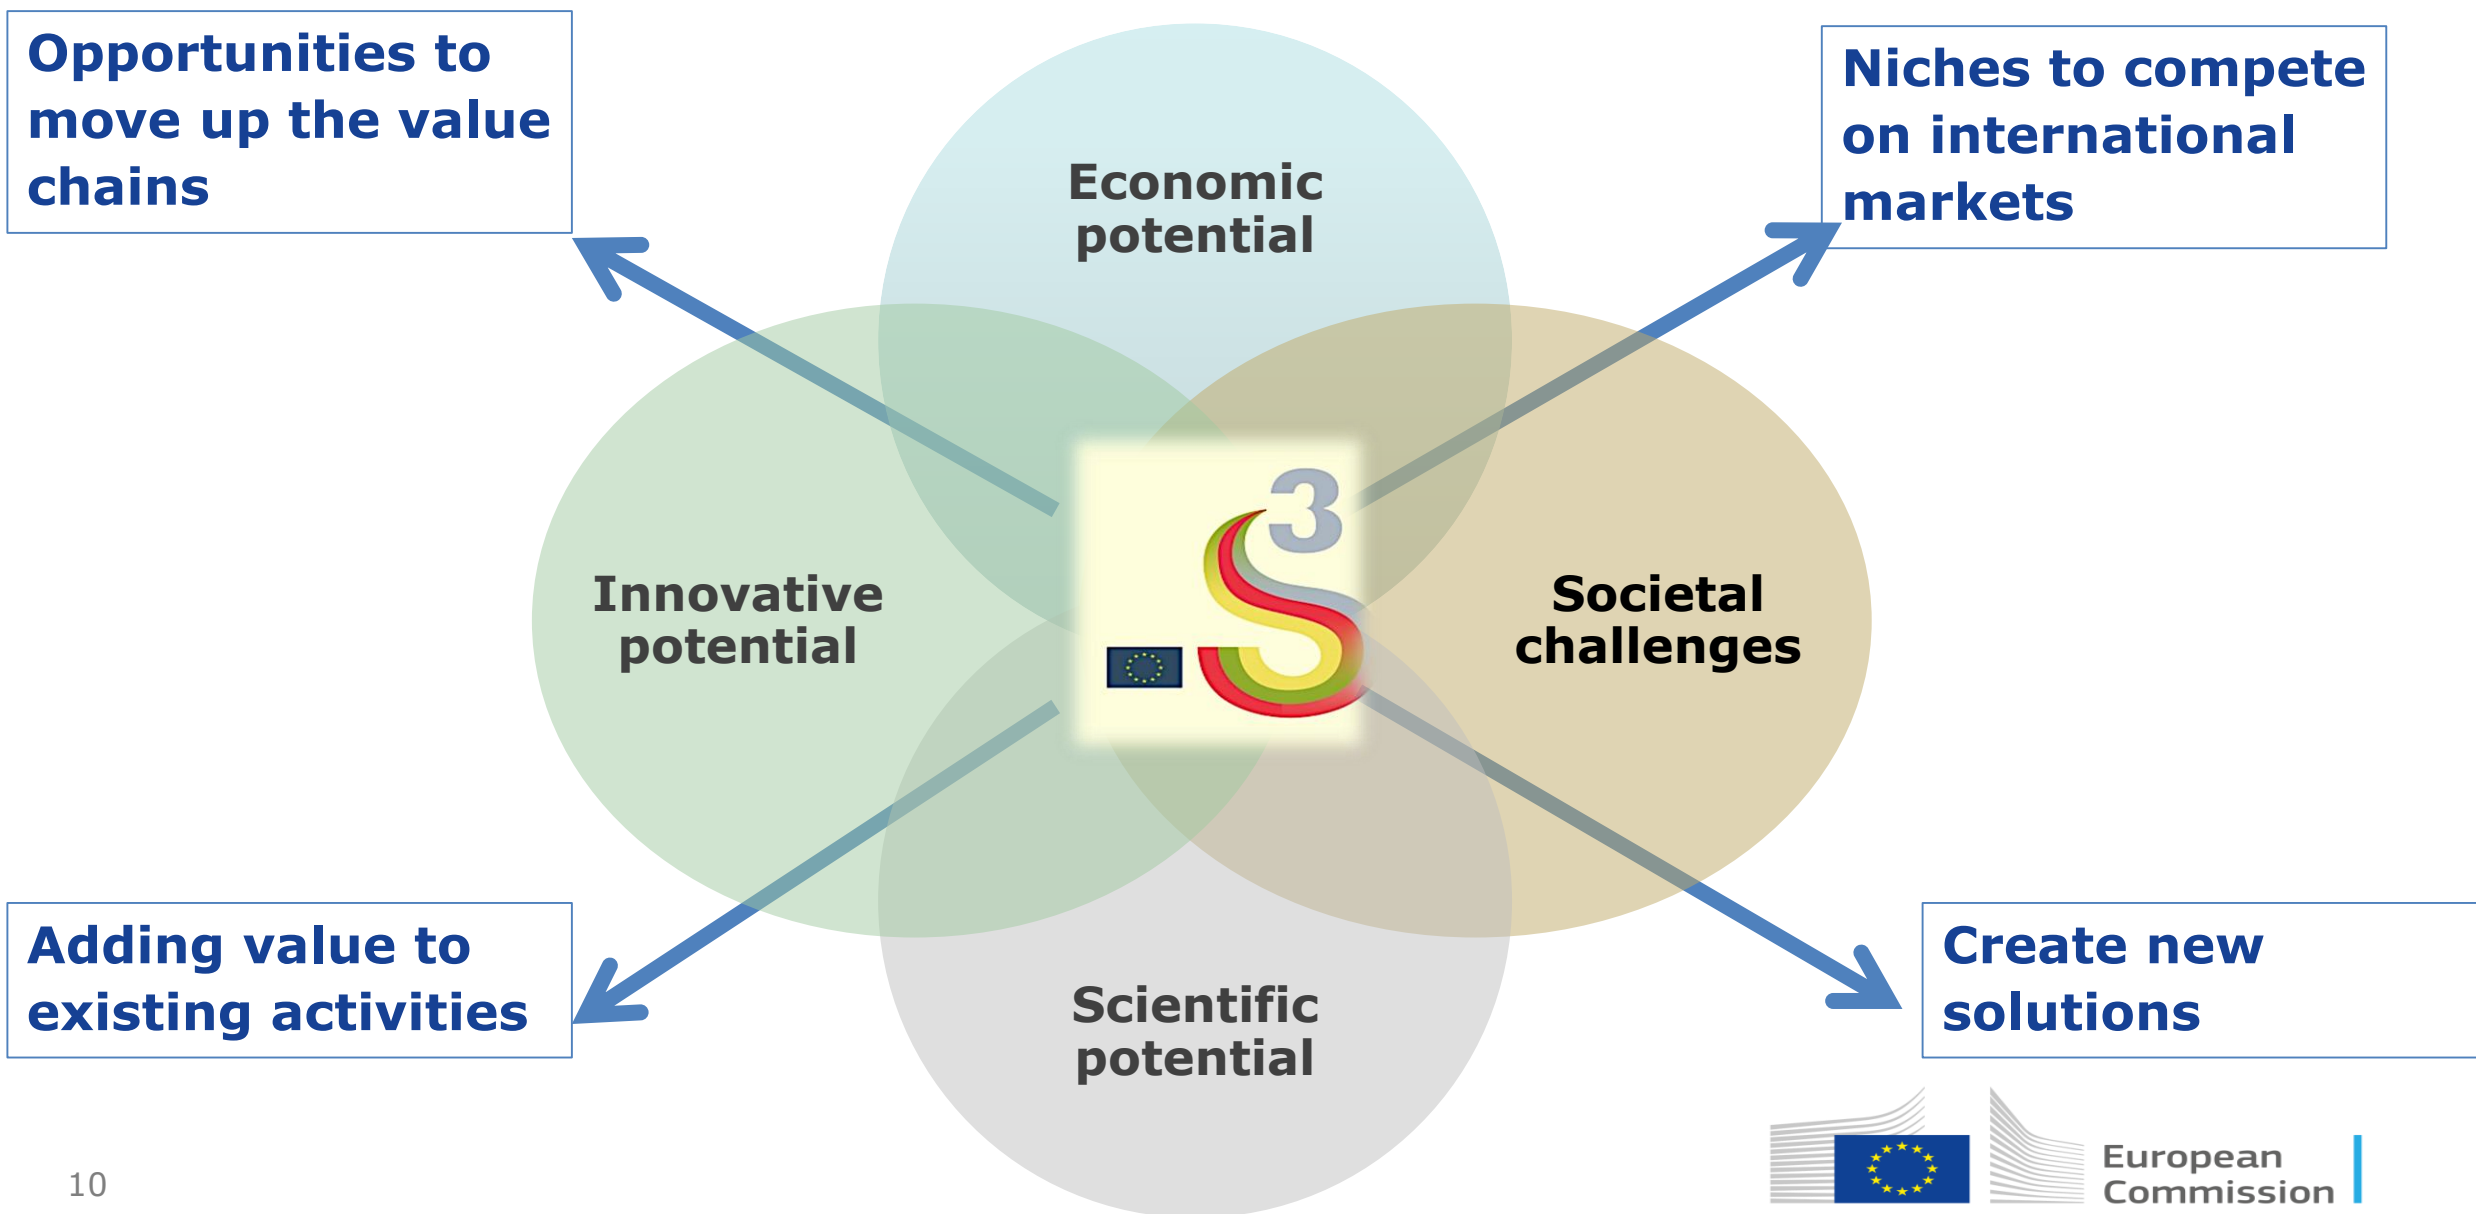 Opportunities to
move up the value
chains
Niches to compete
on international
markets
Economic
potential
Innovative
potential
S3
Societal
challenges
Adding value to
existing activities
Scientific
potential
Create new
solutions
10
European
Commission